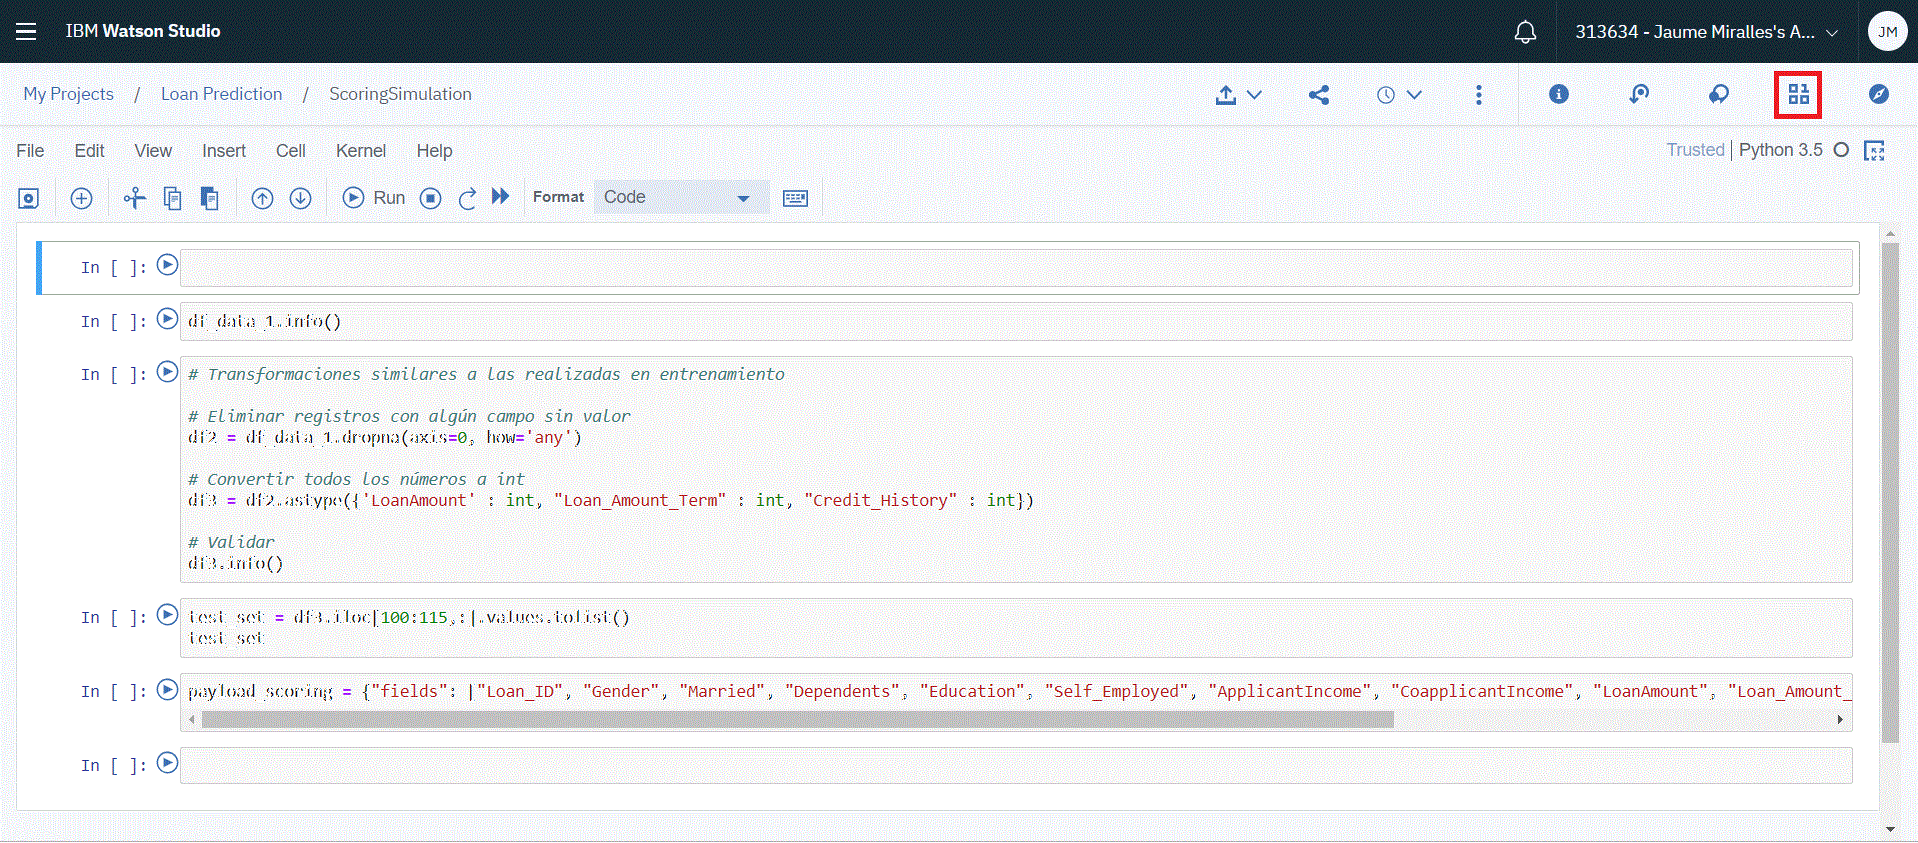 IBM Watson Studio
313634 - Jaume Miralles's A...
JM
My Projects / Loan Prediction / ScoringSimulation
File Edit View Insert Cell Kernel Help
Trusted | Python 3.5
Run
Format
Code
In [ ]:
In [ ]: df_data_1.info()
In [ ]: # Transformaciones similares a las realizadas en entrenamiento
# Eliminar registros con algún campo sin valor
df2 = df_data_1.dropna(axis=0, how='any')
# Convertir todos los números a int
df3 = df2.astype({'LoanAmount' : int, "Loan_Amount_Term" : int, "Credit_History" : int})
# Validar
df3.info()
In [ ]: test_set = df3.iloc[100:115,:].values.tolist()
test_set
In [ ]: payload_scoring = {"fields": ["Loan_ID", "Gender", "Married", "Dependents", "Education", "Self_Employed", "ApplicantIncome", "CoapplicantIncome", "LoanAmount", "Loan_Amount_
In [ ]: